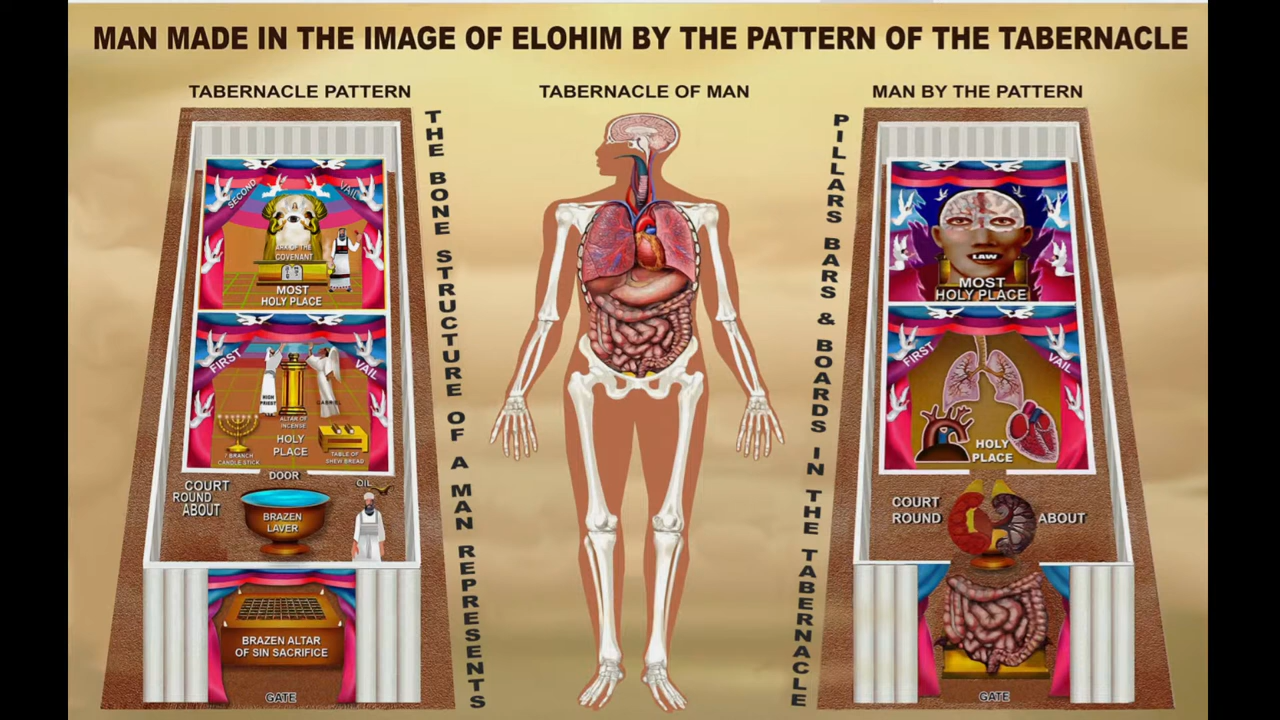 MAN MADE IN THE IMAGE OF ELOHIM BY THE PATTERN OF THE TABERNACLE
TABERNACLE PATTERN
TABERNACLE OF MAN
MAN BY THE PATTERN
SECOND
VAIL
ARK OF THE
COVENANT
MOST
HOLY PLACE
FIRST
VAIL
HIGH
PRIEST
GABRIEL
ALTAR OF
INCENSE
HOLY
PLACE
7 BRANCH
CANDLE STICK
TABLE OF
SHEW BREAD
DOOR
COURT
ROUND
ABOUT
OIL
BRAZEN
LAVER
BRAZEN ALTAR
OF SIN SACRIFICE
GATE
THE BONE STRUCTURE OF A MAN REPRESENTS
PILLARS BARS & BOARDS IN THE TABERNACLE
LAW
MOST
HOLY PLACE
FIRST
VAIL
HOLY
PLACE
COURT
ROUND
ABOUT
GATE